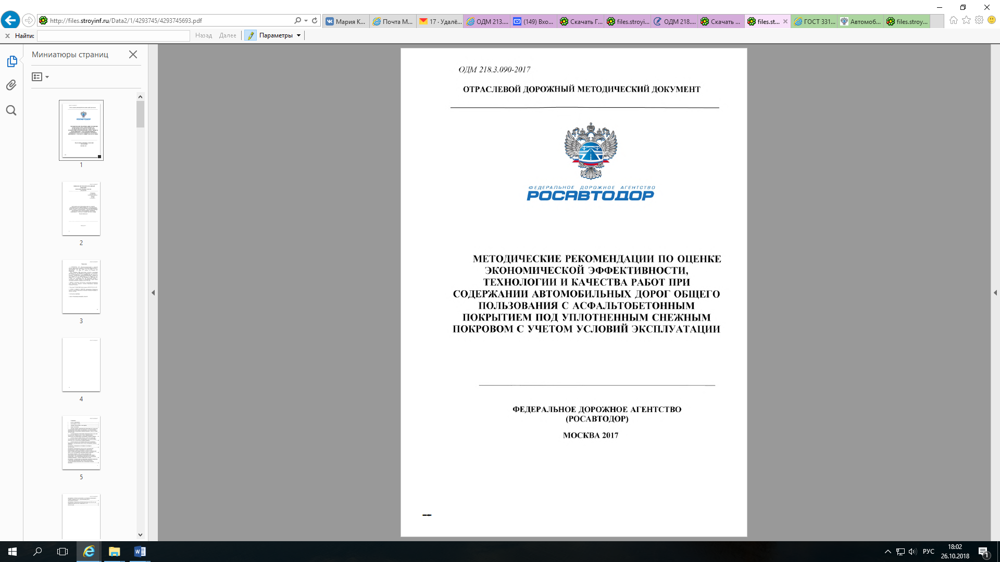 http://files.stroyinf.ru/Data2/1/4293745/4293745693.pdf
Мария К...
Почта М...
17 · Удалё...
ОДМ 213....
(149) Вхо...
Скачать Г...
files.stroyi...
ОДМ 218....
Скачать ...
files.st...
ГОСТ 331...
Автомоб...
files.stroy...
Найти:
Назад
Далее
Параметры
Миниатюры страниц
1
2
3
4
5
ОДМ 218.3.090-2017
ОТРАСЛЕВОЙ ДОРОЖНЫЙ МЕТОДИЧЕСКИЙ ДОКУМЕНТ
ФЕДЕРАЛЬНОЕ ДОРОЖНОЕ АГЕНТСТВО
РОСАВТОДОР
МЕТОДИЧЕСКИЕ РЕКОМЕНДАЦИИ ПО ОЦЕНКЕ
ЭКОНОМИЧЕСКОЙ ЭФФЕКТИВНОСТИ,
ТЕХНОЛОГИИ И КАЧЕСТВА РАБОТ ПРИ
СОДЕРЖАНИИ АВТОМОБИЛЬНЫХ ДОРОГ ОБЩЕГО
ПОЛЬЗОВАНИЯ С АСФАЛЬТОБЕТОННЫМ
ПОКРЫТИЕМ ПОД УПЛОТНЕННЫМ СНЕЖНЫМ
ПОКРОВОМ С УЧЕТОМ УСЛОВИЙ ЭКСПЛУАТАЦИИ
ФЕДЕРАЛЬНОЕ ДОРОЖНОЕ АГЕНТСТВО
(РОСАВТОДОР)
МОСКВА 2017
РУС
18:02
26.10.2018
1